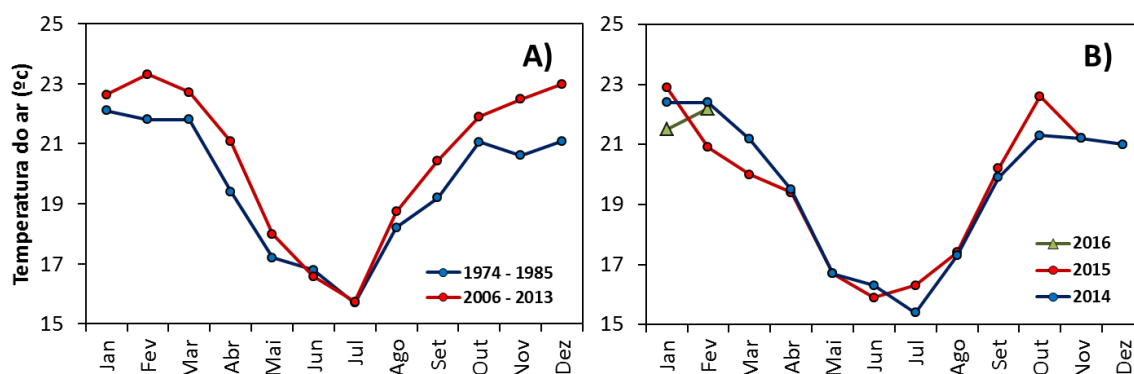 Temperatura do ar (ºc)
25
23
21
19
17
15
A)
1974 - 1985
2006 - 2013
Jan
Fev
Mar
Abr
Mai
Jun
Jul
Ago
Set
Out
Nov
Dez
25
23
21
19
17
15
B)
2016
2015
2014
Jan
Fev
Mar
Abr
Mai
Jun
Jul
Ago
Set
Out
Nov
Dez